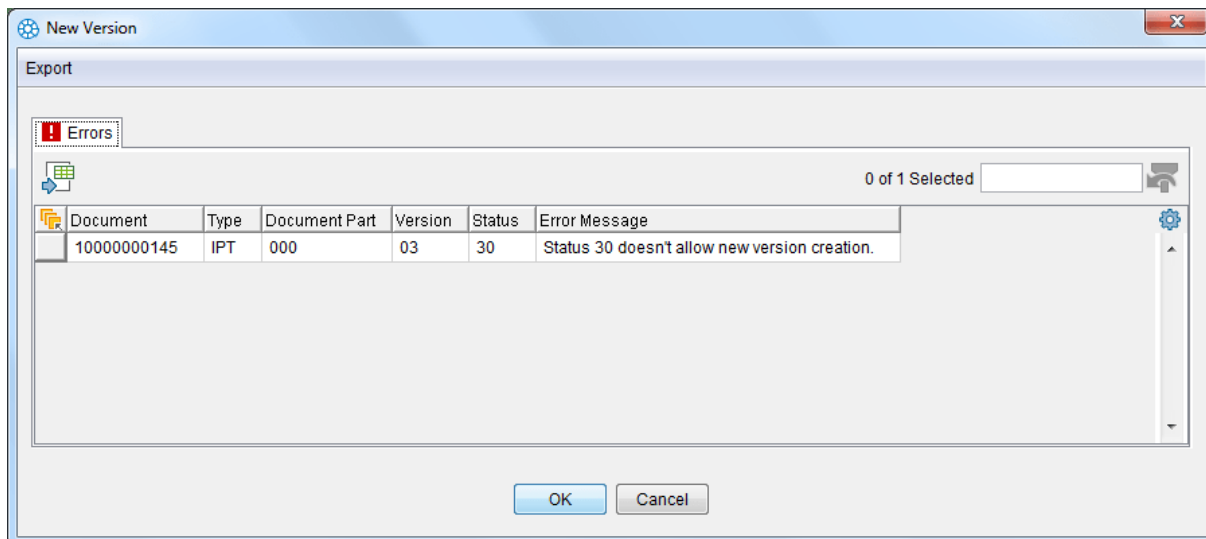 New Version
Export
Errors
0 of 1 Selected
Document Type Document Part Version Status Error Message
10000000145 IPT 000 03 30 Status 30 doesn't allow new version creation.
OK Cancel